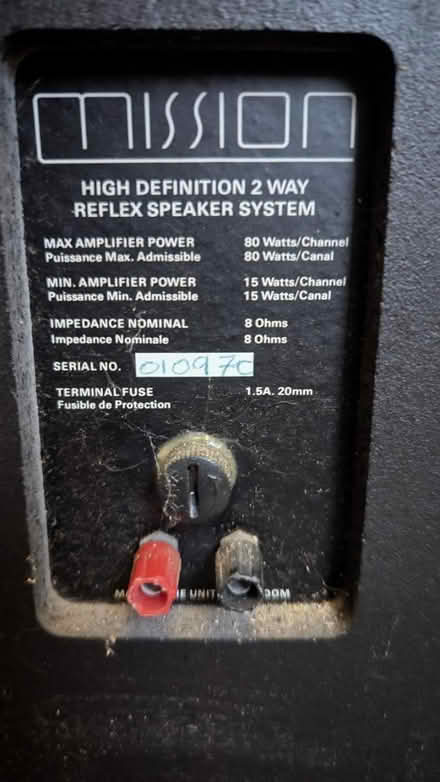 mission
HIGH DEFINITION 2 WAY
REFLEX SPEAKER SYSTEM
MAX AMPLIFIER POWER 80 Watts/Channel
Puissance Max. Admissible 80 Watts/Canal
MIN. AMPLIFIER POWER 15 Watts/Channel
Puissance Min. Admissible 15 Watts/Canal
IMPEDANCE NOMINAL 8 Ohms
Impedance Nominale 8 Ohms
SERIAL NO. 01097C
TERMINAL FUSE 1.5A. 20mm
Fusible de Protection